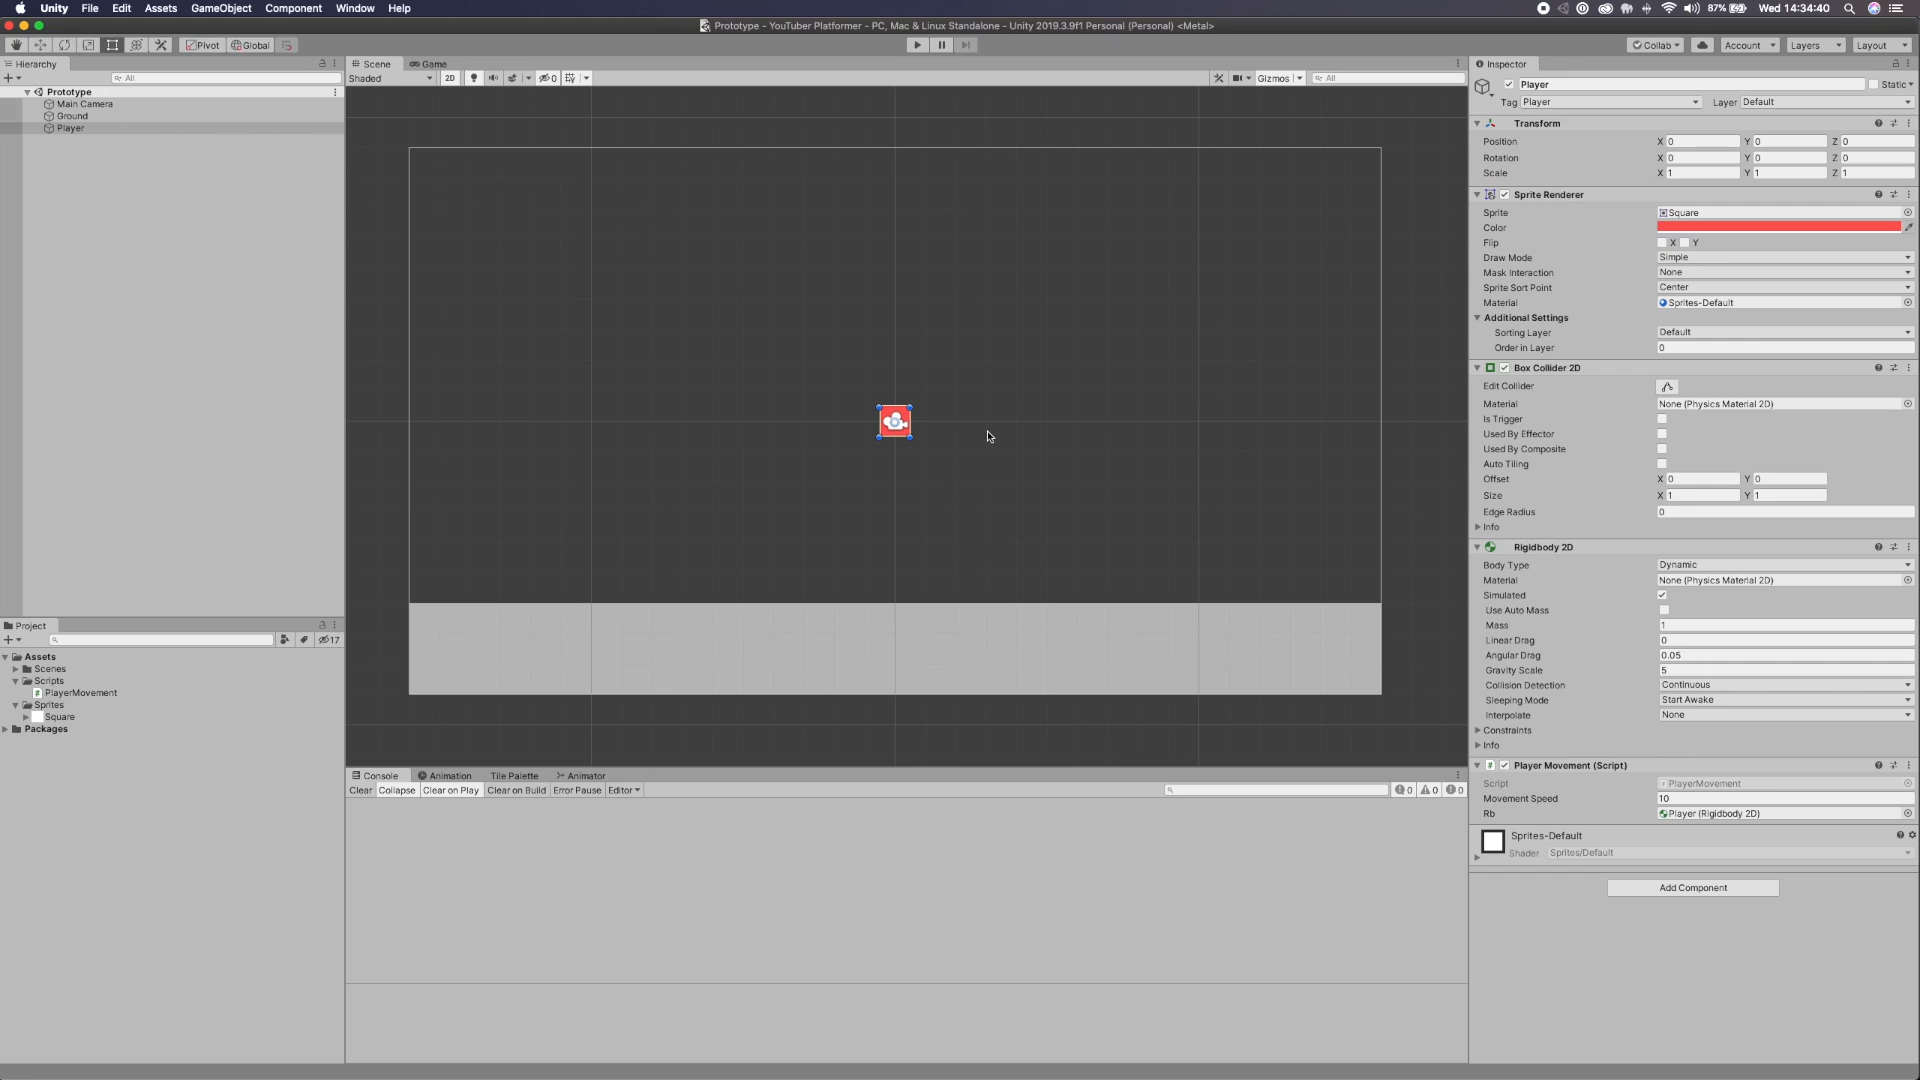 Unity File Edit Assets GameObject Component Window Help 87% Wed 14:34:40
Prototype - YouTuber Platformer - PC, Mac & Linux Standalone - Unity 2019.3.9f1 Personal (Personal) <Metal>
Pivot Global Collab Account Layers Layout
Hierarchy
All
Prototype
Main Camera
Ground
Player
Project
17
Assets
Scenes
Scripts
PlayerMovement
Sprites
Square
Packages
Scene Game
Shaded 2D 0 Gizmos All
Console Animation Tile Palette Animator
Clear Collapse Clear on Play Clear on Build Error Pause Editor 0 0 0
Inspector
Player Static
Tag Player Layer Default
Transform
Position X 0 Y 0 Z 0
Rotation X 0 Y 0 Z 0
Scale X 1 Y 1 Z 1
Sprite Renderer
Sprite Square
Color
Flip X Y
Draw Mode Simple
Mask Interaction None
Sprite Sort Point Center
Material Sprites-Default
Additional Settings
Sorting Layer Default
Order in Layer 0
Box Collider 2D
Edit Collider
Material None (Physics Material 2D)
Is Trigger
Used By Effector
Used By Composite
Auto Tiling
Offset X 0 Y 0
Size X 1 Y 1
Edge Radius 0
Info
Rigidbody 2D
Body Type Dynamic
Material None (Physics Material 2D)
Simulated
Use Auto Mass
Mass 1
Linear Drag 0
Angular Drag 0.05
Gravity Scale 5
Collision Detection Continuous
Sleeping Mode Start Awake
Interpolate None
Constraints
Info
Player Movement (Script)
Script PlayerMovement
Movement Speed 10
Rb Player (Rigidbody 2D)
Sprites-Default
Shader Sprites/Default
Add Component